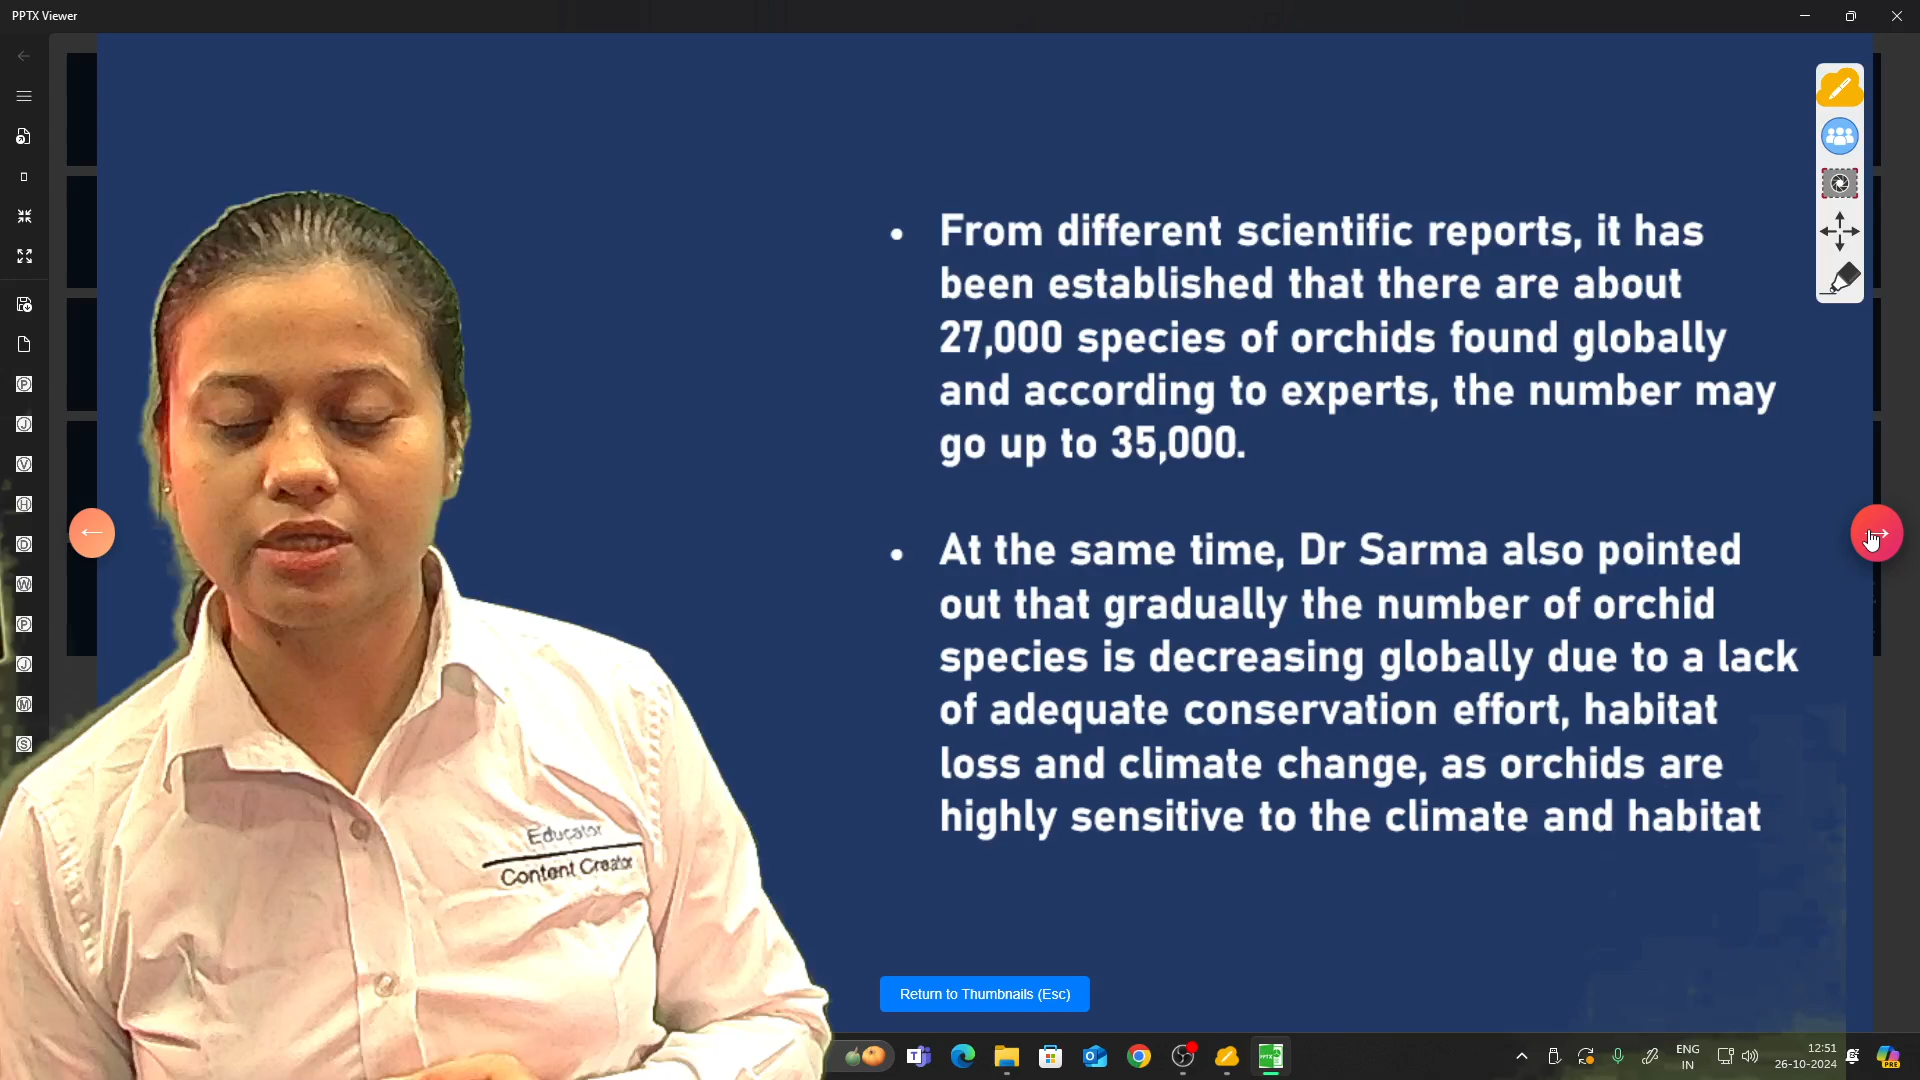 PPTX Viewer
• From different scientific reports, it has
been established that there are about
27,000 species of orchids found globally
and according to experts, the number may
go up to 35,000.
• At the same time, Dr Sarma also pointed
out that gradually the number of orchid
species is decreasing globally due to a lack
of adequate conservation effort, habitat
loss and climate change, as orchids are
highly sensitive to the climate and habitat
Educator
Content Creator
Return to Thumbnails (Esc)
P
J
V
H
D
W
P
J
M
S
ENG
IN
12:51
26-10-2024
PRE